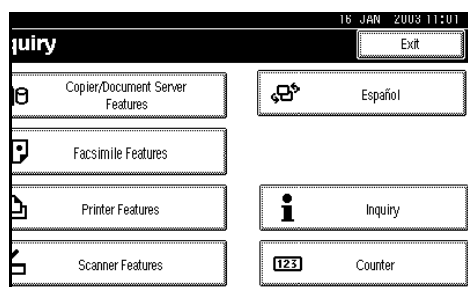 16 JAN 2003 11:01
quiry
Exit
Copier/Document Server
Features
Español
Facsimile Features
Printer Features
Inquiry
Scanner Features
123
Counter